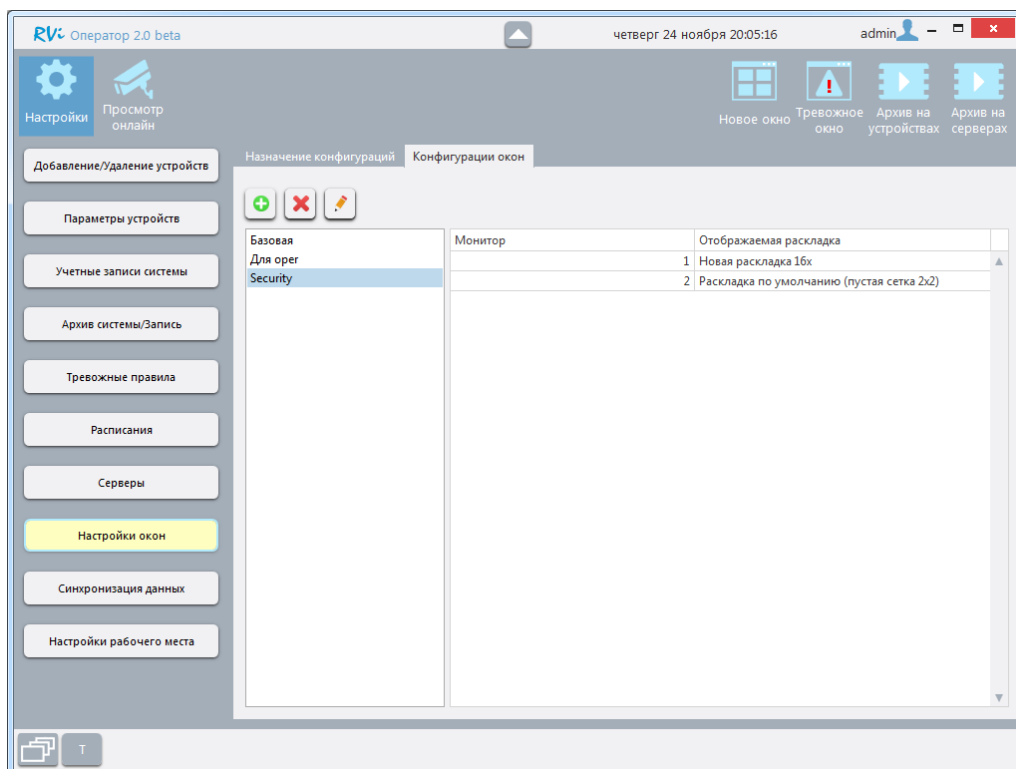 RVi Оператор 2.0 beta
четверг 24 ноября 20:05:16
admin
Настройки
Просмотр
онлайн
Новое окно
Тревожное
окно
Архив на
устройствах
Архив на
серверах
Добавление/Удаление устройств
Параметры устройств
Учетные записи системы
Архив системы/Запись
Тревожные правила
Расписания
Серверы
Настройки окон
Синхронизация данных
Настройки рабочего места
Назначение конфигураций
Конфигурации окон
Базовая
Для oper
Security
Монитор
Отображаемая раскладка
1 Новая раскладка 16x
2 Раскладка по умолчанию (пустая сетка 2x2)
T